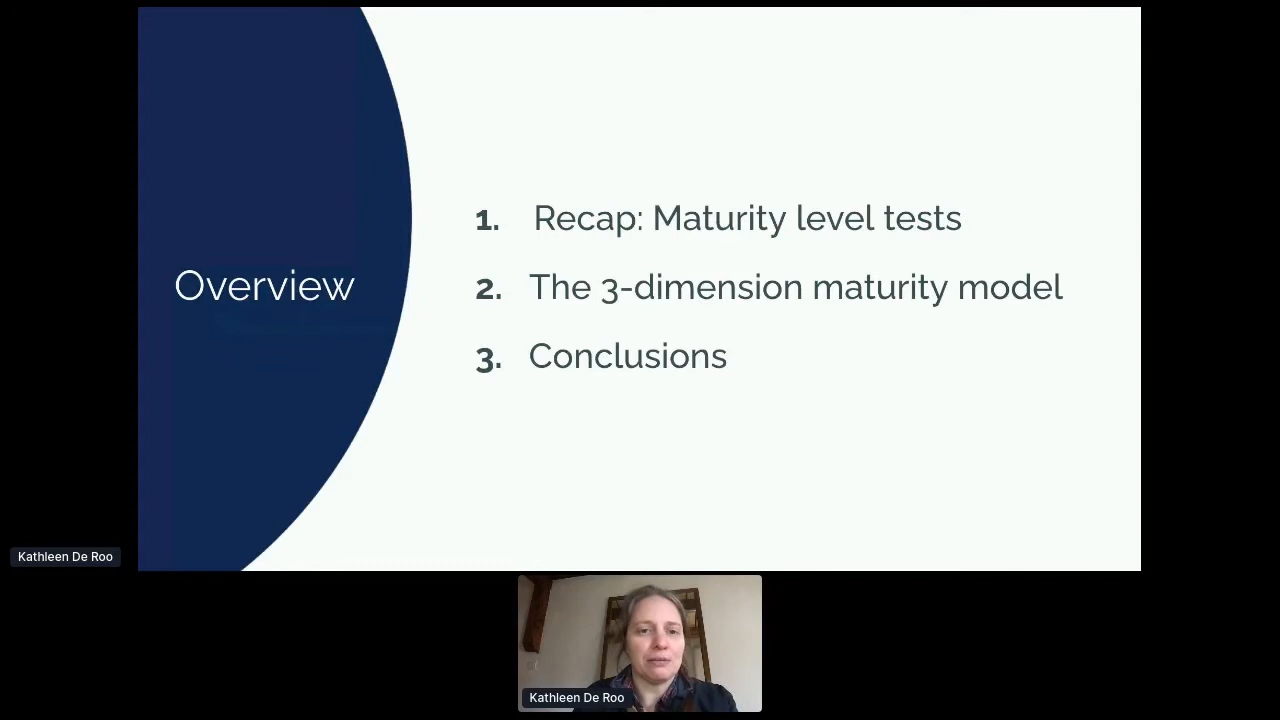 Overview
1. Recap: Maturity level tests
2. The 3-dimension maturity model
3. Conclusions
Kathleen De Roo
Kathleen De Roo